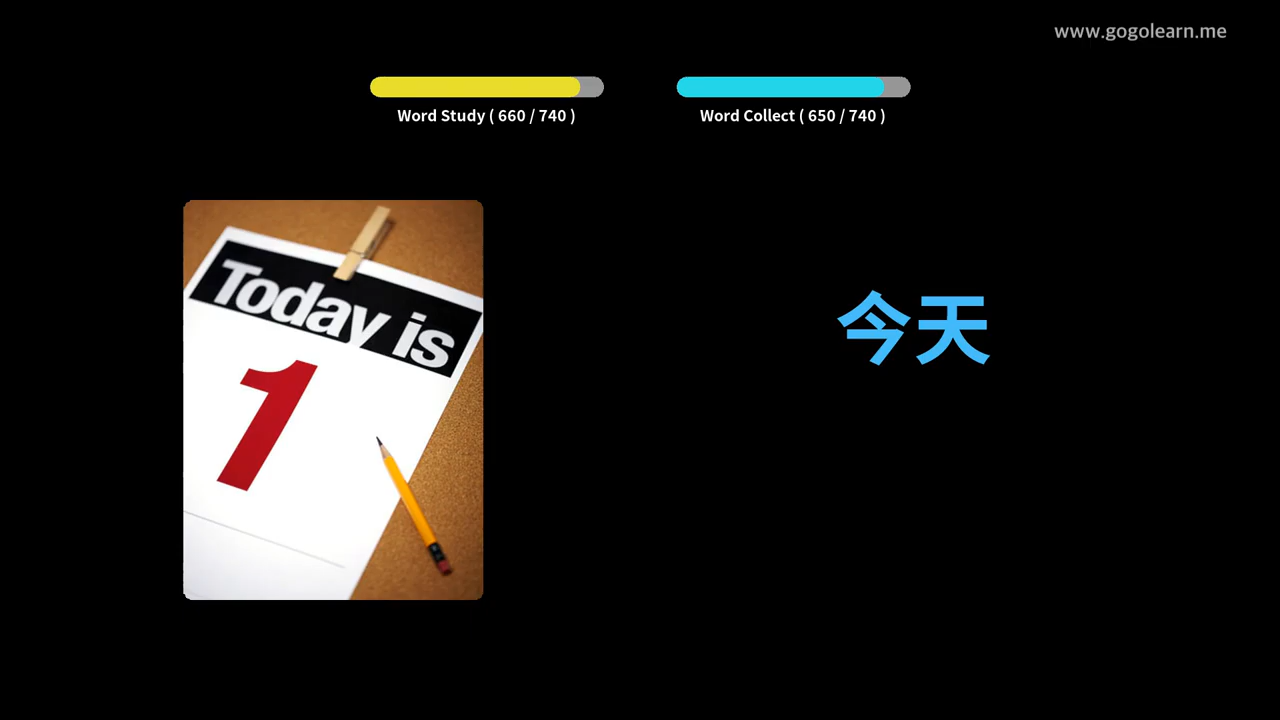 www.gogolearn.me
Word Study ( 660 / 740 )
Word Collect ( 650 / 740 )
Today is
1
今天